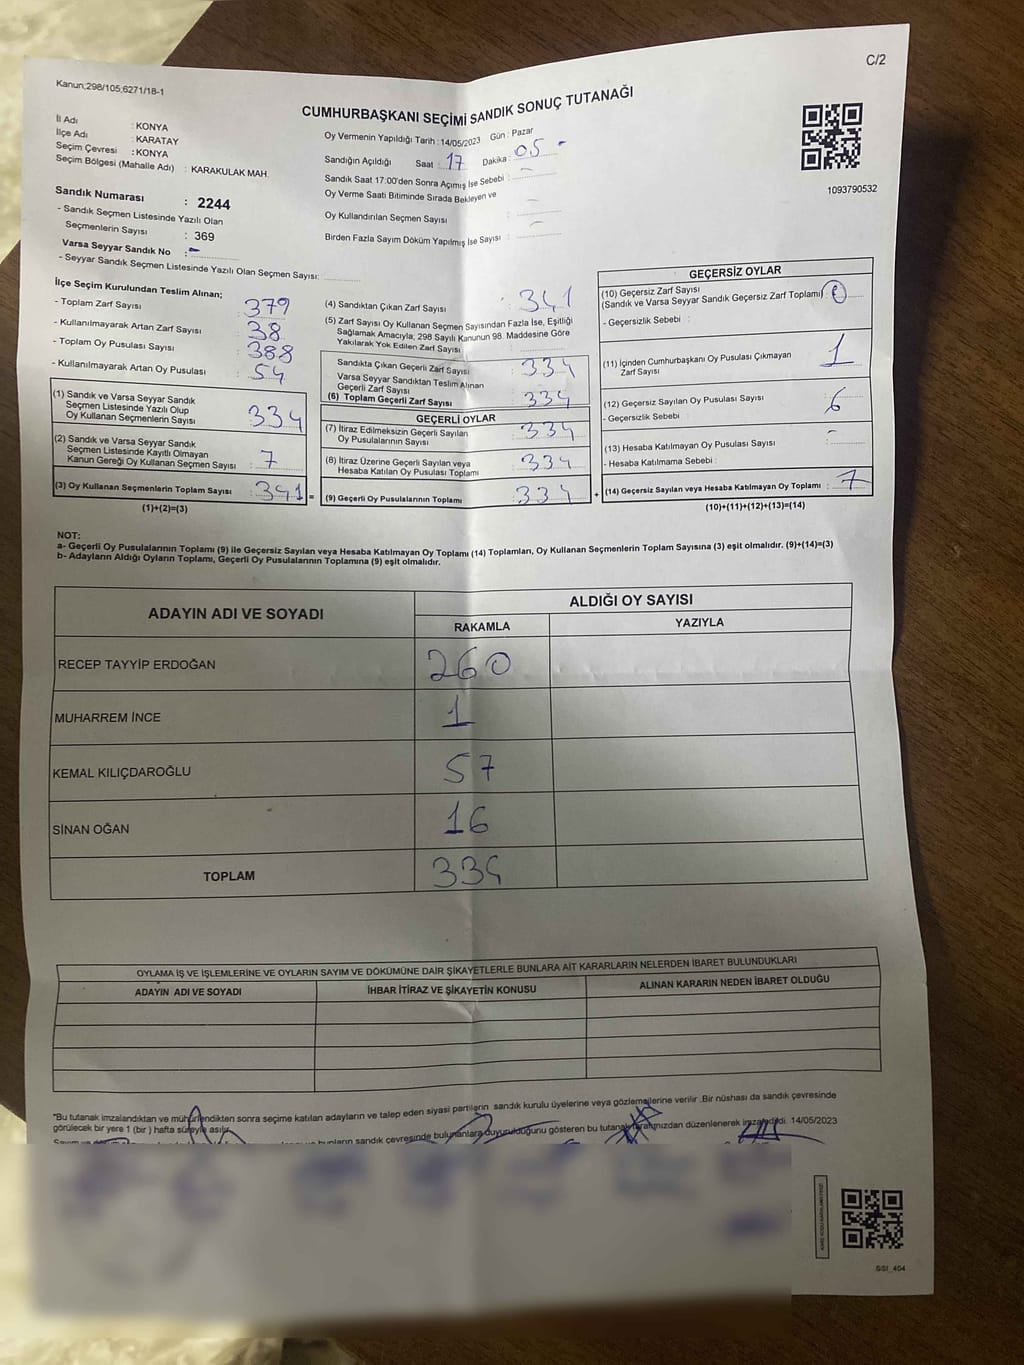 C/2
Kanun;298/105;6271/18-1
CUMHURBAŞKANI SEÇİMİ SANDIK SONUÇ TUTANAĞI
İl Adı : KONYA
İlçe Adı : KARATAY
Seçim Çevresi : KONYA
Seçim Bölgesi (Mahalle Adı) : KARAKULAK MAH.
Oy Vermenin Yapıldığı Tarih : 14/05/2023 Gün : Pazar
Sandığın Açıldığı Saat : 17 Dakika : 05 -
Sandık Saat 17:00'den Sonra Açımış İse Sebebi : -
Oy Verme Saati Bitiminde Sırada Bekleyen ve
Oy Kullandırılan Seçmen Sayısı : -
Birden Fazla Sayım Döküm Yapılmış İse Sayısı : -
1093790532
Sandık Numarası : 2244
- Sandık Seçmen Listesinde Yazılı Olan
Seçmenlerin Sayısı : 369
Varsa Seyyar Sandık No : -
- Seyyar Sandık Seçmen Listesinde Yazılı Olan Seçmen Sayısı:
İlçe Seçim Kurulundan Teslim Alınan;
- Toplam Zarf Sayısı : 379
- Kullanılmayarak Artan Zarf Sayısı : 38
- Toplam Oy Pusulası Sayısı : 388
- Kullanılmayarak Artan Oy Pusulası : 54
(1) Sandık ve Varsa Seyyar Sandık
Seçmen Listesinde Yazılı Olup
Oy Kullanan Seçmenlerin Sayısı : 334
(2) Sandık ve Varsa Seyyar Sandık
Seçmen Listesinde Kayıtlı Olmayan
Kanun Gereği Oy Kullanan Seçmen Sayısı : 7
(3) Oy Kullanan Seçmenlerin Toplam Sayısı : 341 =
(1)+(2)=(3)
(4) Sandıktan Çıkan Zarf Sayısı : 341
(5) Zarf Sayısı Oy Kullanan Seçmen Sayısından Fazla İse, Eşitliği
Sağlamak Amacıyla; 298 Sayılı Kanunun 98. Maddesine Göre
Yakılarak Yok Edilen Zarf Sayısı :
Sandıkta Çıkan Geçerli Zarf Sayısı : 334
Varsa Seyyar Sandıktan Teslim Alınan
Geçerli Zarf Sayısı
(6) Toplam Geçerli Zarf Sayısı : 334
GEÇERLİ OYLAR
(7) İtiraz Edilmeksizin Geçerli Sayılan
Oy Pusulalarının Sayısı : 334
(8) İtiraz Üzerine Geçerli Sayılan veya
Hesaba Katılan Oy Pusulası Toplamı : 334
(9) Geçerli Oy Pusulalarının Toplamı : 334 +
GEÇERSİZ OYLAR
(10) Geçersiz Zarf Sayısı
(Sandık ve Varsa Seyyar Sandık Geçersiz Zarf Toplamı) :
- Geçersizlik Sebebi :
(11) İçinden Cumhurbaşkanı Oy Pusulası Çıkmayan
Zarf Sayısı : 1
(12) Geçersiz Sayılan Oy Pusulası Sayısı : 6
- Geçersizlik Sebebi :
(13) Hesaba Katılmayan Oy Pusulası Sayısı : -
- Hesaba Katılmama Sebebi :
(14) Geçersiz Sayılan veya Hesaba Katılmayan Oy Toplamı : 7
(10)+(11)+(12)+(13)=(14)
NOT:
a- Geçerli Oy Pusulalarının Toplamı (9) ile Geçersiz Sayılan veya Hesaba Katılmayan Oy Toplamı (14) Toplamları, Oy Kullanan Seçmenlerin Toplam Sayısına (3) eşit olmalıdır. (9)+(14)=(3)
b- Adayların Aldığı Oyların Toplamı, Geçerli Oy Pusulalarının Toplamına (9) eşit olmalıdır.
ADAYIN ADI VE SOYADI ALDIĞI OY SAYISI
RAKAMLA YAZIYLA
RECEP TAYYİP ERDOĞAN 260
MUHARREM İNCE 1
KEMAL KILIÇDAROĞLU 57
SİNAN OĞAN 16
TOPLAM 334
OYLAMA İŞ VE İŞLEMLERİNE VE OYLARIN SAYIM VE DÖKÜMÜNE DAİR ŞİKAYETLERLE BUNLARA AİT KARARLARIN NELERDEN İBARET BULUNDUKLARI
ADAYIN ADI VE SOYADI İHBAR İTİRAZ VE ŞİKAYETİN KONUSU ALINAN KARARIN NEDEN İBARET OLDUĞU
*Bu tutanak imzalandıktan ve mühürlendikten sonra seçime katılan adayların ve talep eden siyasi partilerin sandık kurulu üyelerine veya gözlemcilerine verilir .Bir nüshası da sandık çevresinde
görülecek bir yere 1 (bir ) hafta süreyle asılır.
bunların sandık çevresinde bulunanlara duyurulduğunu gösteren bu tutanak tarafımızdan düzenlenerek imzalandı. 14/05/2023
SSI_404